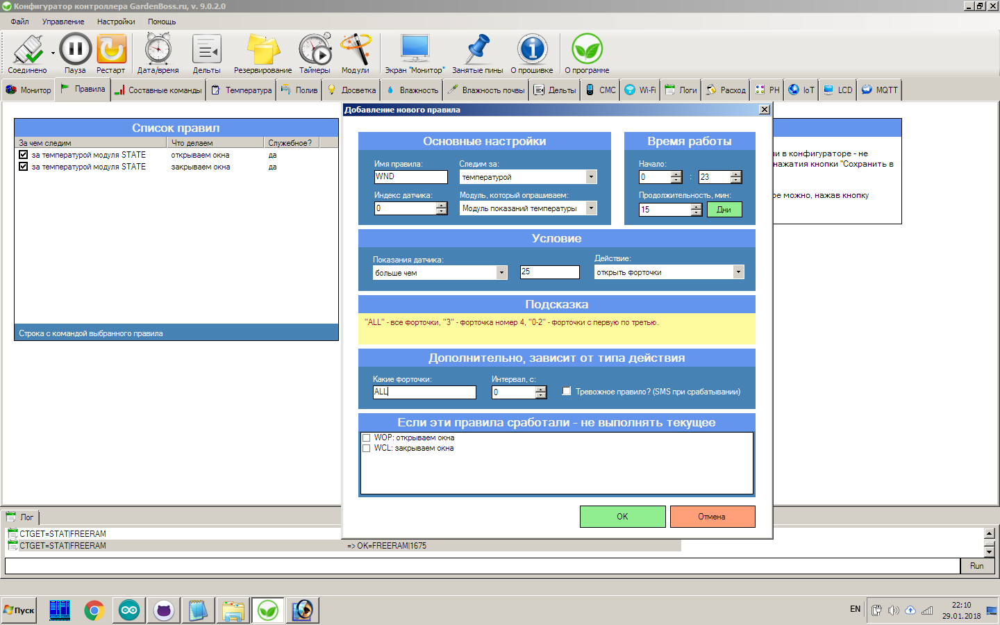 Конфигуратор контроллера GardenBoss.ru, v. 9.0.2.0
Файл Управление Настройки Помощь
Соединено Пауза Рестарт Дата/время Дельты Резервирование Таймеры Модули Экран "Монитор" Занятые пины О прошивке О программе
Монитор Правила Составные команды Температура Полив Досветка Влажность Влажность почвы Дельты СМС Wi-Fi Логи Расход PH IoT LCD MQTT
Список правил
За чем следим Что делаем Служебное?
за температурой модуля STATE открываем окна да
за температурой модуля STATE закрываем окна да
Строка с командой выбранного правила
Добавление нового правила
Основные настройки
Имя правила: Следим за:
WND температурой
Индекс датчика: Модуль, который опрашиваем:
0 Модуль показаний температуры
Время работы
Начало:
0 : 23
Продолжительность, мин:
15 Дни
Условие
Показания датчика: Действие:
больше чем 25 открыть форточки
Подсказка
"ALL" - все форточки, "3" - форточка номер 4, "0-2" - форточки с первую по третью.
Дополнительно, зависит от типа действия
Какие форточки: Интервал, с:
ALL 0 Тревожное правило? (SMS при срабатывании)
Если эти правила сработали - не выполнять текущее
WOP: открываем окна
WCL: закрываем окна
OK Отмена
и в конфигураторе - не
нажатия кнопки "Сохранить в
можно, нажав кнопку
Лог
CTGET=STAT|FREERAM
CTGET=STAT|FREERAM => OK=FREERAM|1675
Run
Пуск EN 22:10
29.01.2018